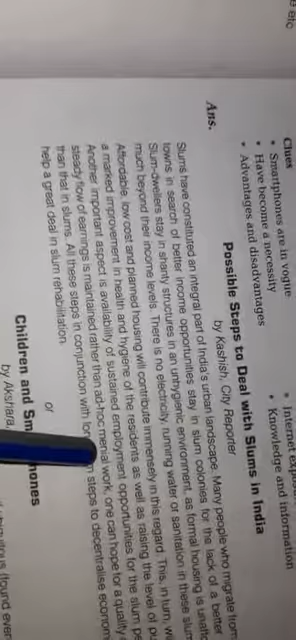 e etc
Clues
• Smartphones are in vogue
• Have become a necessity
• Advantages and disadvantages
• Internet
• Knowledge and information
Possible Steps to Deal with Slums in India
by Kashish, City Reporter
Ans.
Slums have constituted an integral part of India's urban landscape. Many people who migrate from
towns in search of better income opportunities stay in slum colonies for the lack of a better
Slum-dwellers stay in shanty structures in an unhygienic environment, as formal housing is
much beyond their income levels. There is no electricity, running water or sanitation in these slum
Affordable, low cost and planned housing will contribute immensely in this regard. This, in turn,
a marked improvement in health and hygiene of the residents as well as raising the level of
Another important aspect is availability of sustained employment opportunities for the slum
steady flow of earnings is maintained rather than ad-hoc menial work, one can hope for a quality
than that in slums. All these steps in conjunction with steps to decentralise
help a great deal in slum rehabilitation.
or
Children and
by Akshara,
(found even